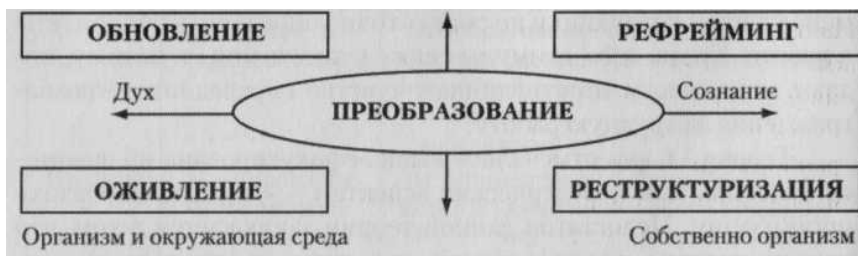 ОБНОВЛЕНИЕ РЕФРЕЙМИНГ
Дух Сознание
ПРЕОБРАЗОВАНИЕ
ОЖИВЛЕНИЕ РЕСТРУКТУРИЗАЦИЯ
Организм и окружающая среда Собственно организм